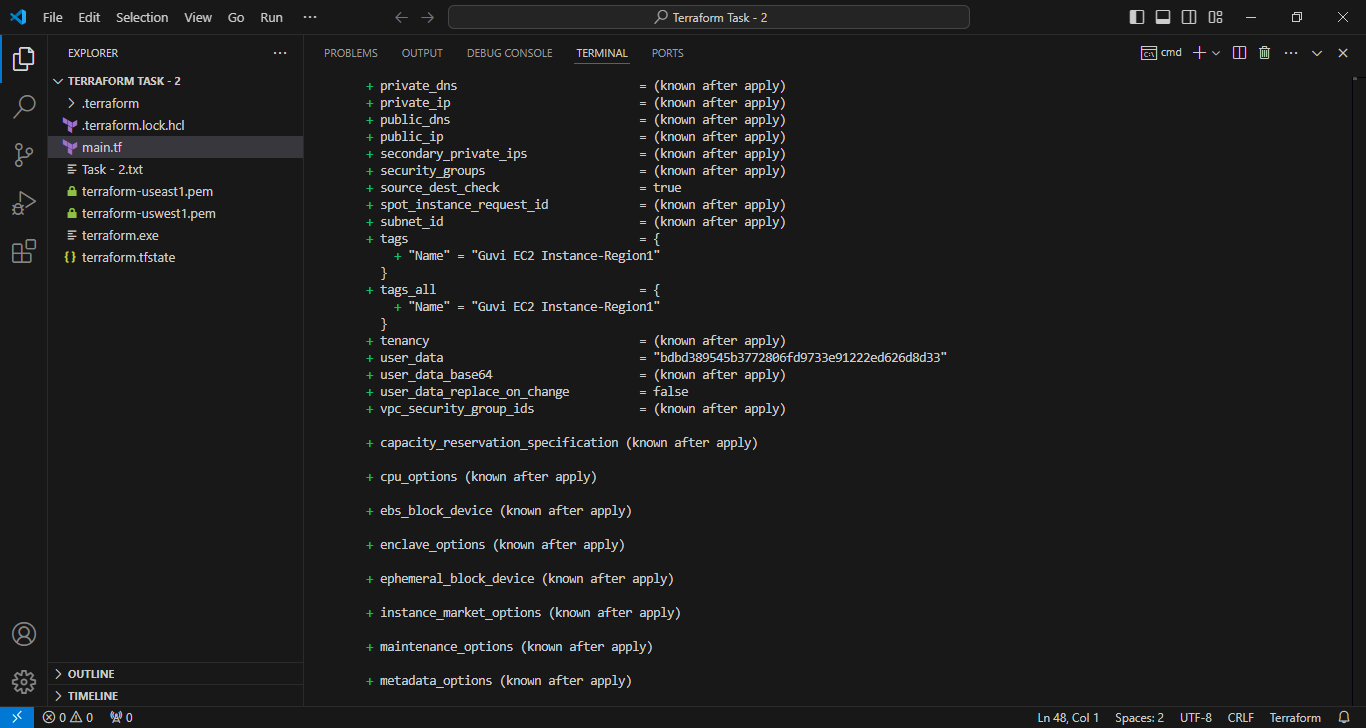 File Edit Selection View Go Run ···
Terraform Task - 2
EXPLORER ···
TERRAFORM TASK - 2
.terraform
.terraform.lock.hcl
main.tf
Task - 2.txt
terraform-useast1.pem
terraform-uswest1.pem
terraform.exe
{} terraform.tfstate
OUTLINE
TIMELINE
PROBLEMS OUTPUT DEBUG CONSOLE TERMINAL PORTS
cmd
+ private_dns = (known after apply)
+ private_ip = (known after apply)
+ public_dns = (known after apply)
+ public_ip = (known after apply)
+ secondary_private_ips = (known after apply)
+ security_groups = (known after apply)
+ source_dest_check = true
+ spot_instance_request_id = (known after apply)
+ subnet_id = (known after apply)
+ tags = {
+ "Name" = "Guvi EC2 Instance-Region1"
}
+ tags_all = {
+ "Name" = "Guvi EC2 Instance-Region1"
}
+ tenancy = (known after apply)
+ user_data = "bdbd389545b3772806fd9733e91222ed626d8d33"
+ user_data_base64 = (known after apply)
+ user_data_replace_on_change = false
+ vpc_security_group_ids = (known after apply)
+ capacity_reservation_specification (known after apply)
+ cpu_options (known after apply)
+ ebs_block_device (known after apply)
+ enclave_options (known after apply)
+ ephemeral_block_device (known after apply)
+ instance_market_options (known after apply)
+ maintenance_options (known after apply)
+ metadata_options (known after apply)
0 0 0
Ln 48, Col 1 Spaces: 2 UTF-8 CRLF Terraform